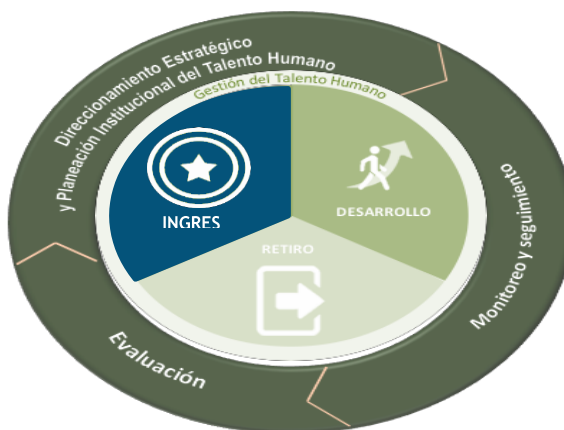 Direccionamiento Estratégico
y Planeación Institucional del Talento Humano
Gestión del Talento Humano
INGRES
DESARROLLO
RETIRO
Monitoreo y seguimiento
Evaluación